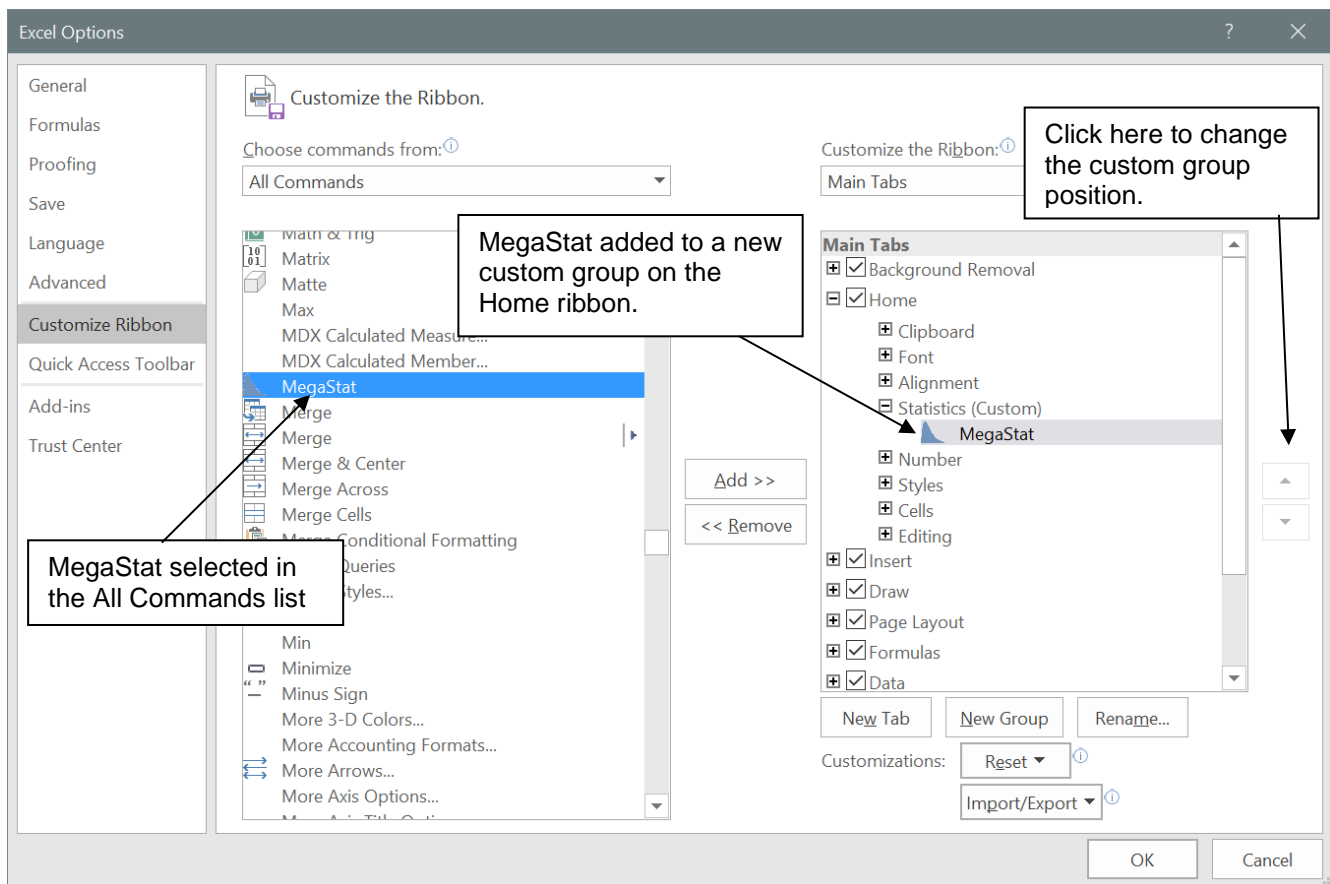 Excel Options
?
General
Formulas
Proofing
Save
Language
Advanced
Customize Ribbon
Quick Access Toolbar
Add-ins
Trust Center
Customize the Ribbon.
Choose commands from:
All Commands
Math & Trig
Matrix
Matte
Max
MDX Calculated Measure...
MDX Calculated Member...
MegaStat
Merge
Merge
Merge & Center
Merge Across
Merge Cells
Merge Conditional Formatting
Queries
Styles...
Min
Minimize
Minus Sign
More 3-D Colors...
More Accounting Formats...
More Arrows...
More Axis Options...
MegaStat selected in
the All Commands list
MegaStat added to a new
custom group on the
Home ribbon.
Add >>
<< Remove
Customize the Ribbon:
Main Tabs
Click here to change
the custom group
position.
Main Tabs
Background Removal
Home
Clipboard
Font
Alignment
Statistics (Custom)
MegaStat
Number
Styles
Cells
Editing
Insert
Draw
Page Layout
Formulas
Data
New Tab New Group Rename...
Customizations: Reset
Import/Export
OK Cancel